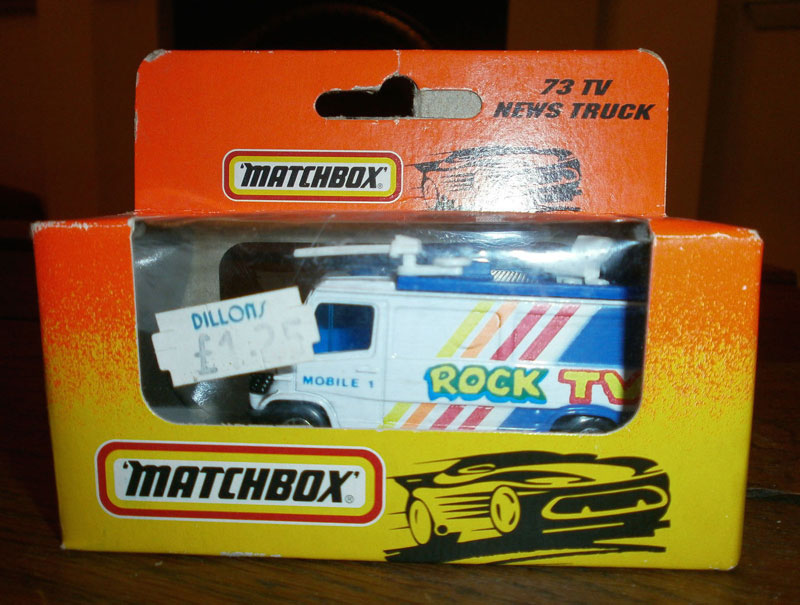 73 TV
NEWS TRUCK
'MATCHBOX'®
DILLONS
£1.25
MOBILE 1
ROCK TV
'MATCHBOX'®